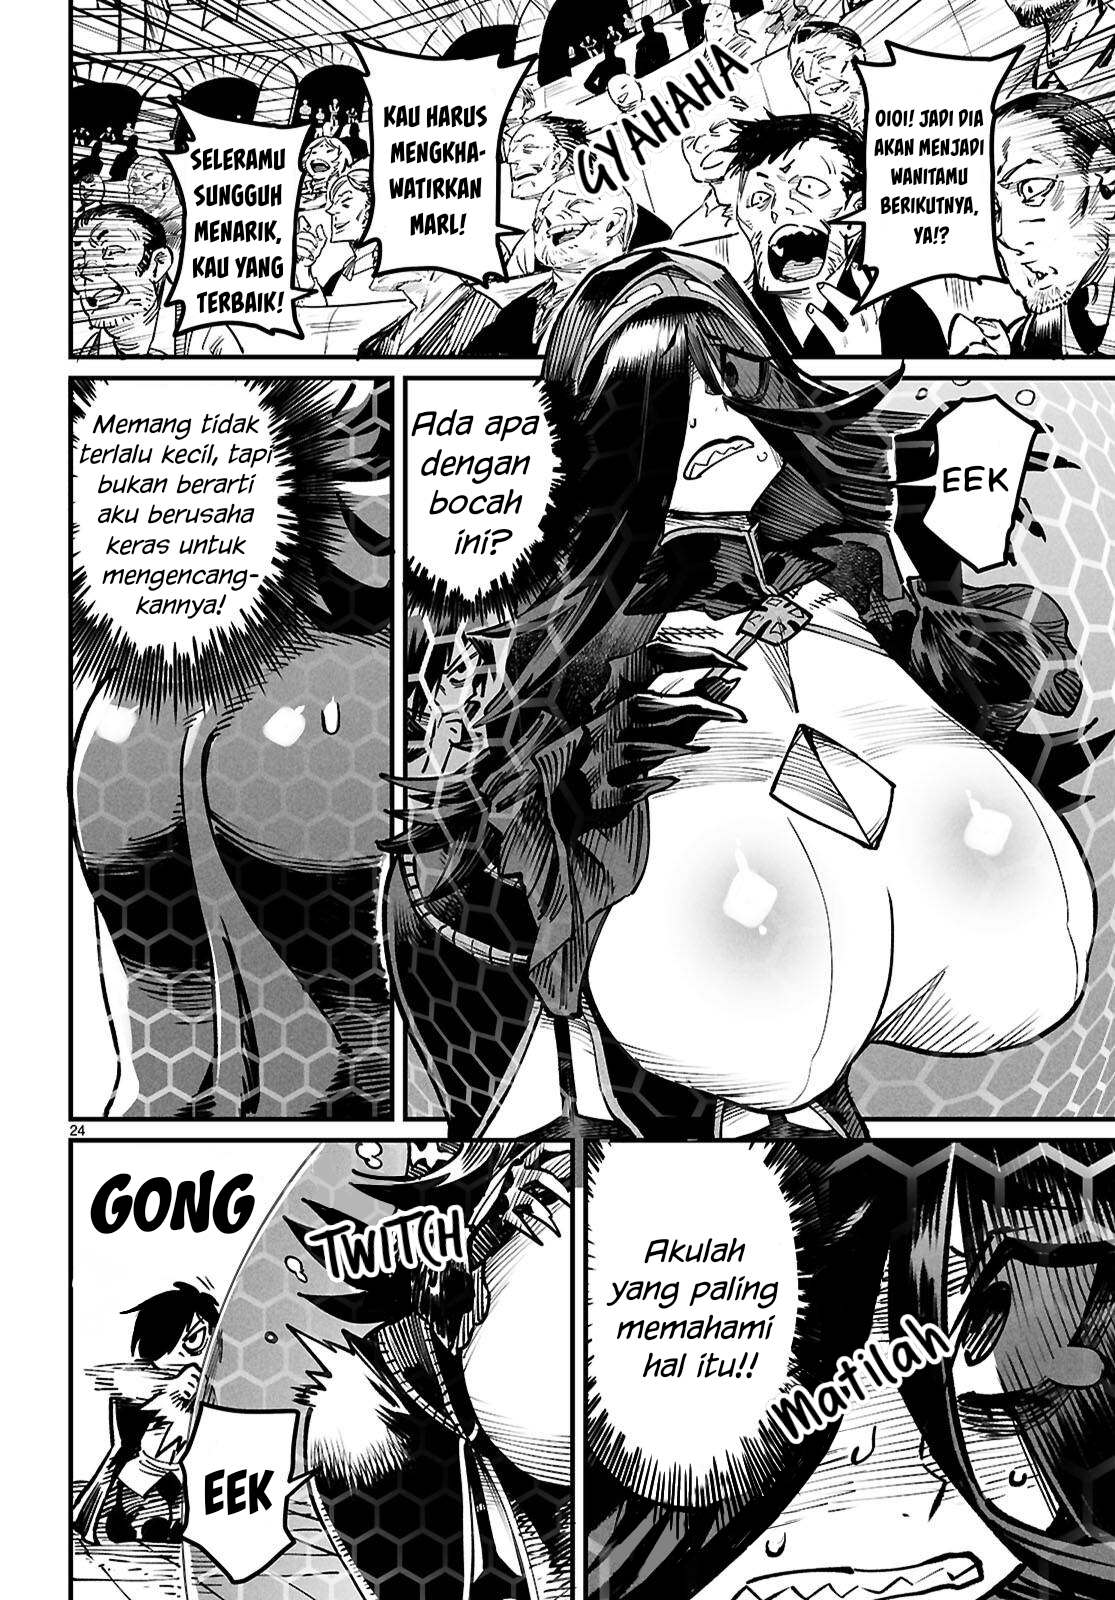 OIOI! JADI DIA
AKAN MENJADI
WANITAMU
BERIKUTNYA,
YA!?
GYAHAHA
KAU HARUS
MENGKHA-
WATIRKAN
MARL!
SELERAMU
SUNGGUH
MENARIK,
KAU YANG
TERBAIK!
EEK
Ada apa
dengan
bocah
ini?
Memang tidak
terlalu kecil, tapi
bukan berarti
aku berusaha
keras untuk
mengencang-
kannya!
24
Akulah
yang paling
memahami
hal itu!!
Matilah
TWITCH
GONG
EEK